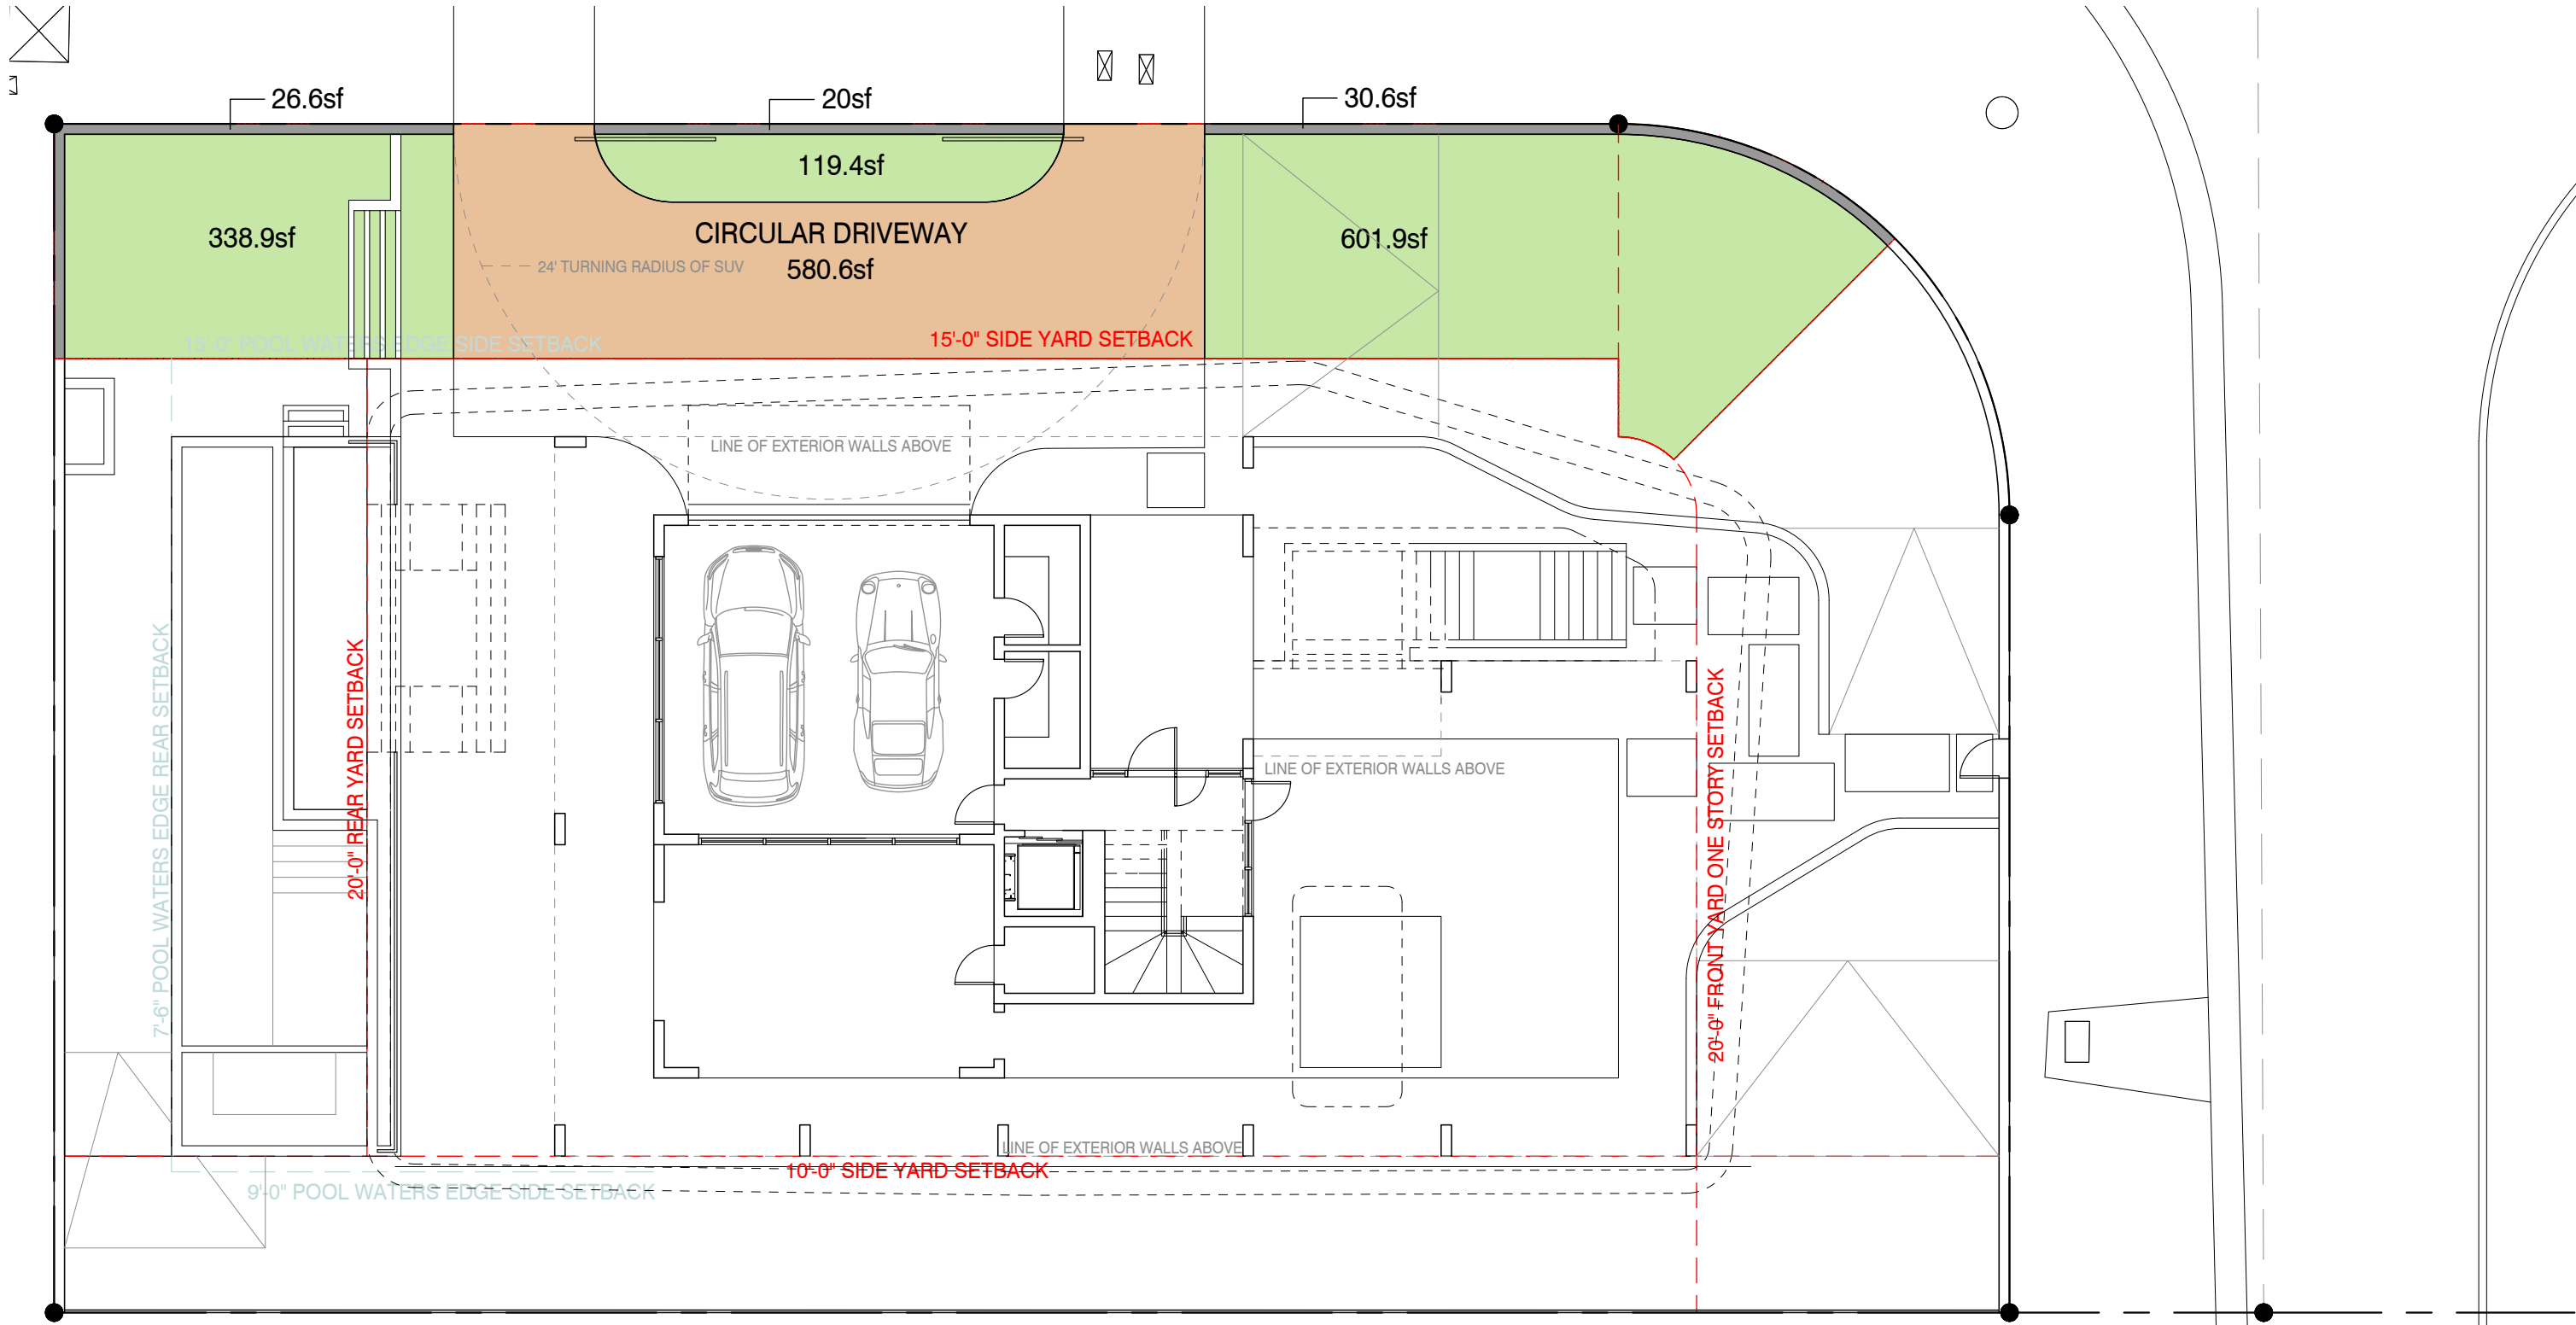 26.6sf
20sf
30.6sf
119.4sf
338.9sf
CIRCULAR DRIVEWAY
601.9sf
24' TURNING RADIUS OF SUV
580.6sf
15'-0" POOL WATERS EDGE SIDE SETBACK
15'-0" SIDE YARD SETBACK
LINE OF EXTERIOR WALLS ABOVE
7'-6" POOL WATERS EDGE REAR SETBACK
20'-0" REAR YARD SETBACK
LINE OF EXTERIOR WALLS ABOVE
20'-0" FRONT YARD ONE STORY SETBACK
LINE OF EXTERIOR WALLS ABOVE
10'-0" SIDE YARD SETBACK
9'-0" POOL WATERS EDGE SIDE SETBACK